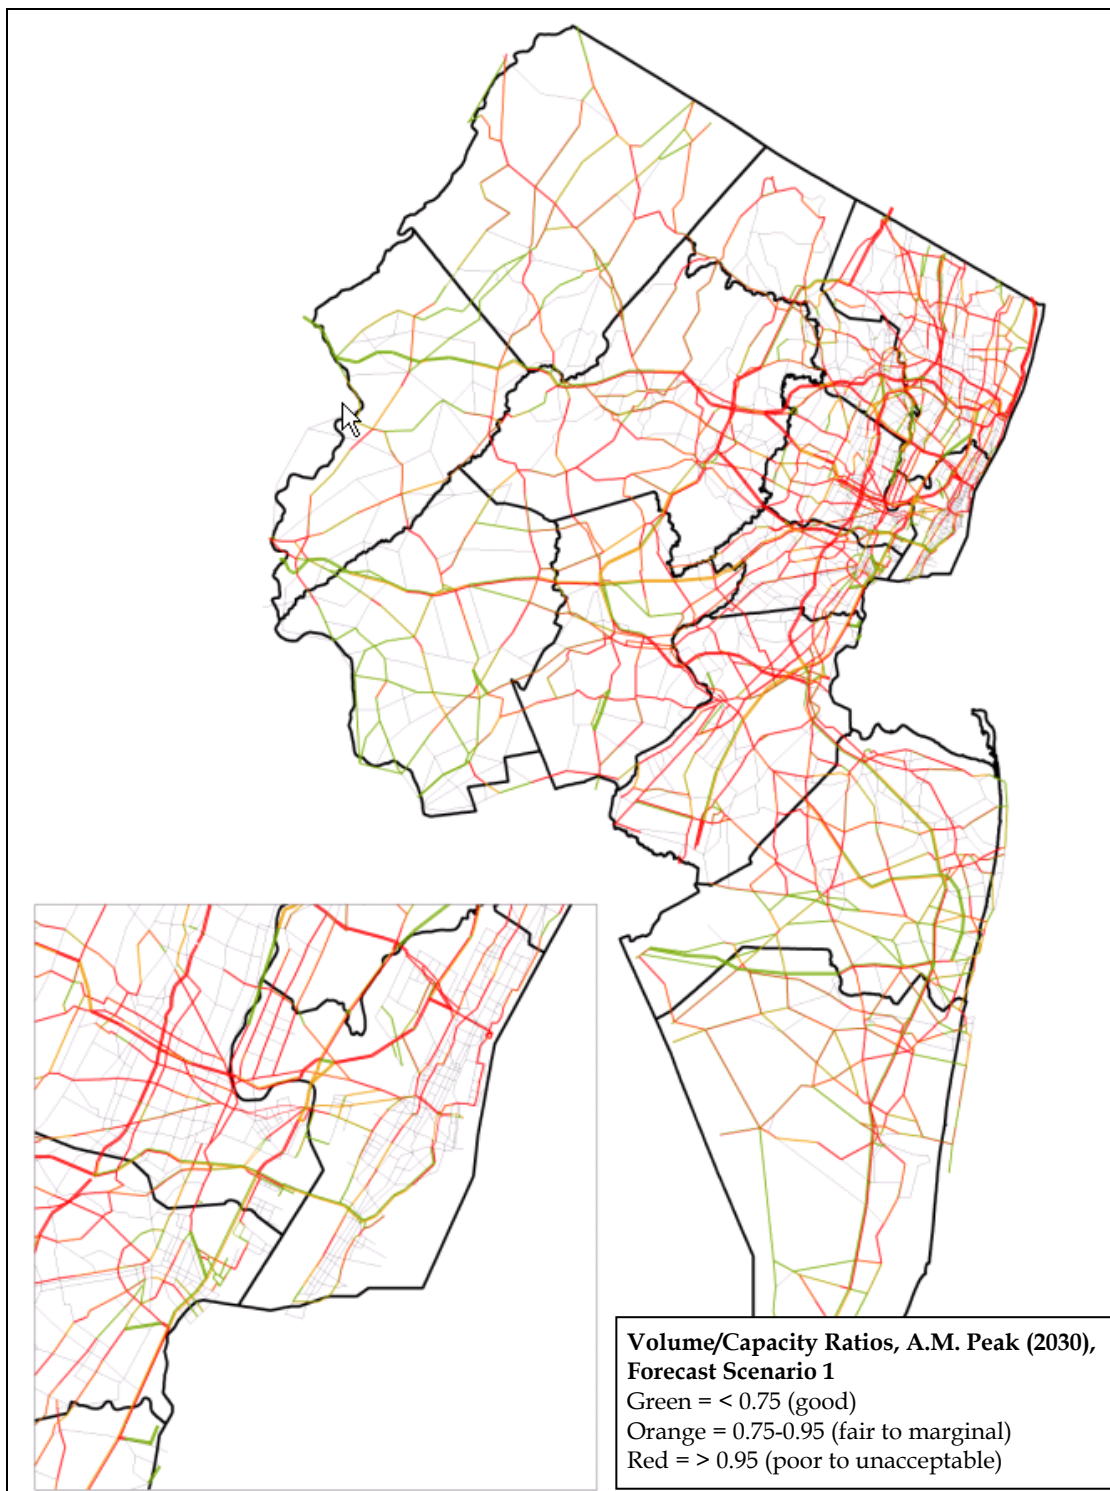 Volume/Capacity Ratios, A.M. Peak (2030),
Forecast Scenario 1
Green = < 0.75 (good)
Orange = 0.75-0.95 (fair to marginal)
Red = > 0.95 (poor to unacceptable)